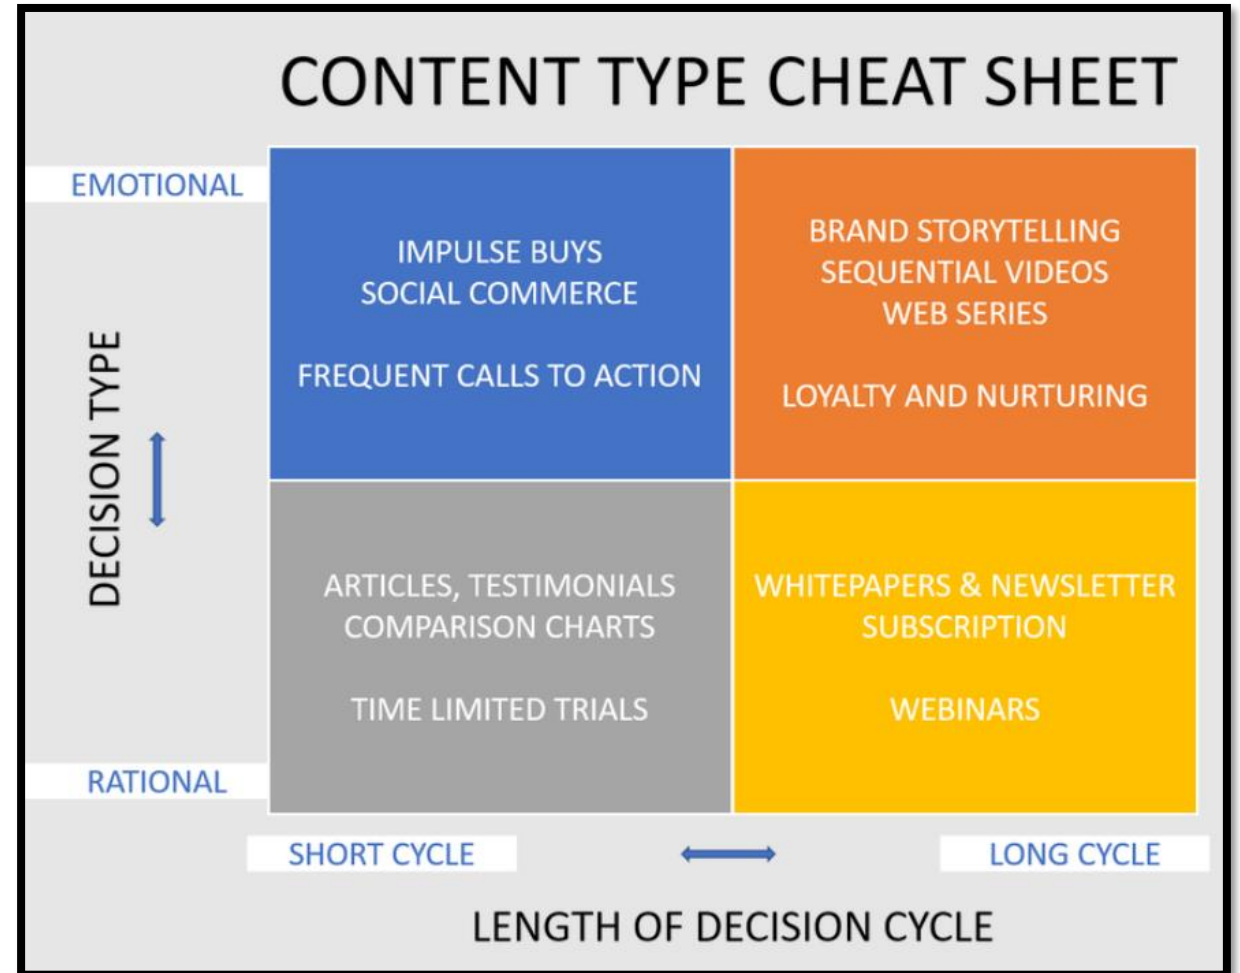 CONTENT TYPE CHEAT SHEET
EMOTIONAL
IMPULSE BUYS
SOCIAL COMMERCE
FREQUENT CALLS TO ACTION
BRAND STORYTELLING
SEQUENTIAL VIDEOS
WEB SERIES
LOYALTY AND NURTURING
DECISION TYPE
ARTICLES, TESTIMONIALS
COMPARISON CHARTS
TIME LIMITED TRIALS
WHITEPAPERS & NEWSLETTER
SUBSCRIPTION
WEBINARS
RATIONAL
SHORT CYCLE
LONG CYCLE
LENGTH OF DECISION CYCLE